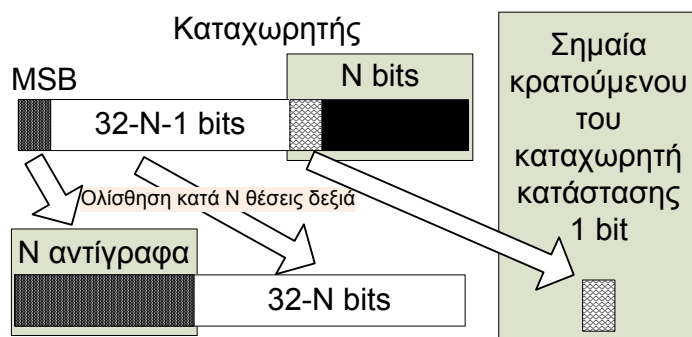 Καταχωρητής
MSB
N bits
32-N-1 bits
Ολίσθηση κατά N θέσεις δεξιά
N αντίγραφα
32-N bits
Σημαία
κρατούμενου
του
καταχωρητή
κατάστασης
1 bit